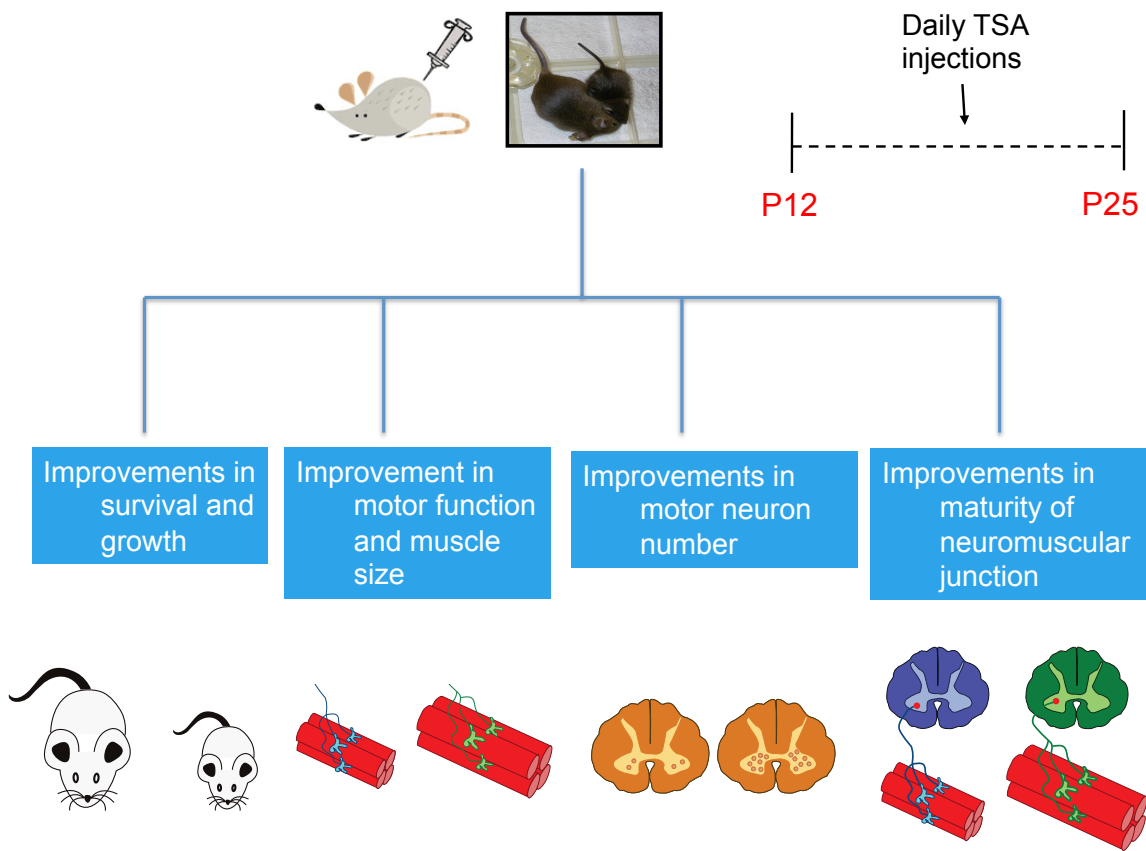 Daily TSA
injections
P12
P25
Improvements in
survival and
growth
Improvement in
motor function
and muscle
size
Improvements in
motor neuron
number
Improvements in
maturity of
neuromuscular
junction